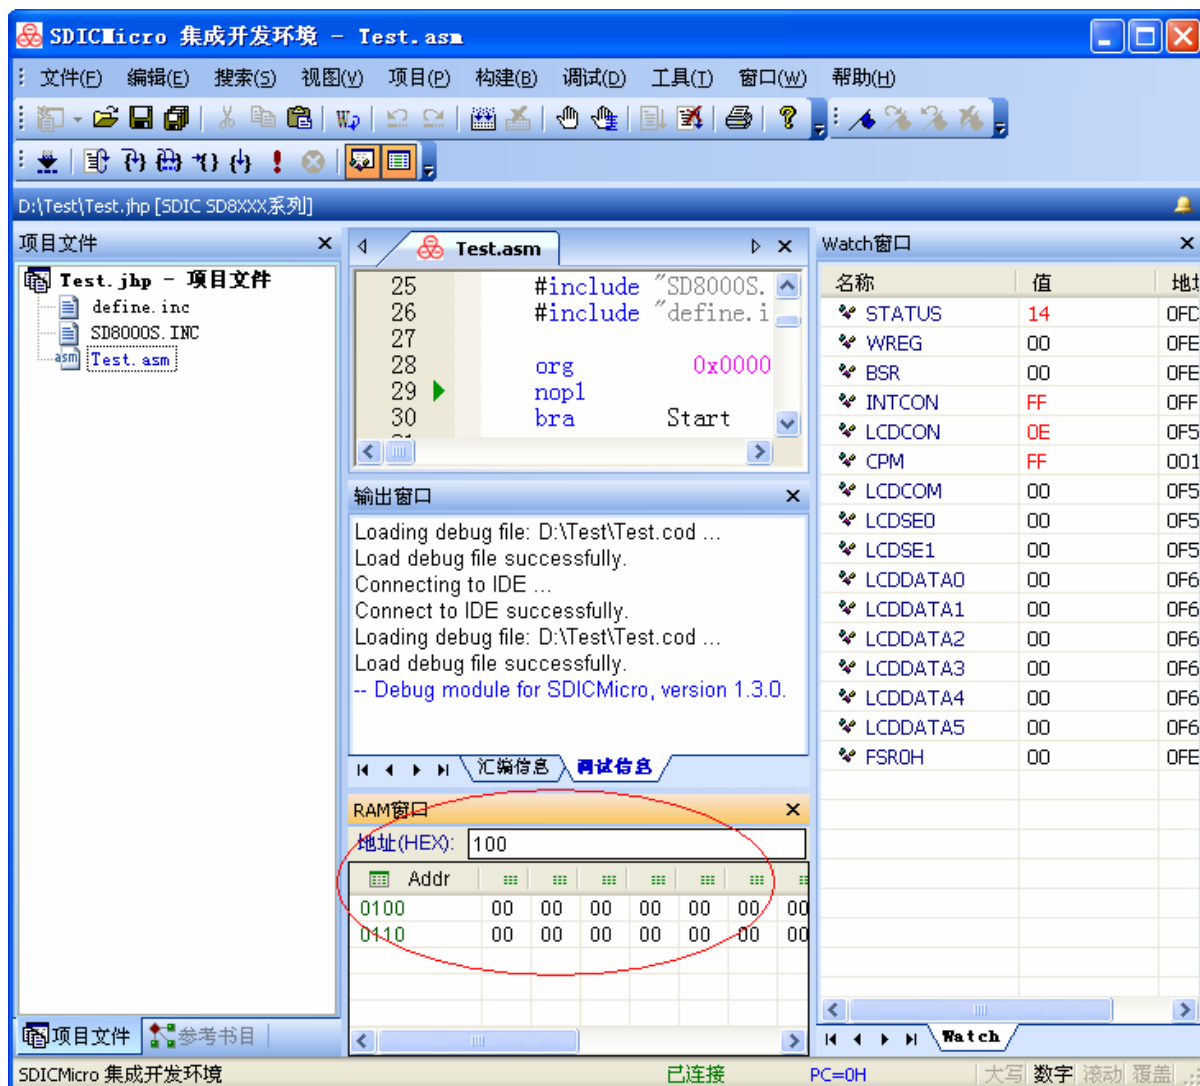 SDICMicro 集成开发环境 - Test.asm
文件(F) 编辑(E) 搜索(S) 视图(V) 项目(P) 构建(B) 调试(D) 工具(T) 窗口(W) 帮助(H)
D:\Test\Test.jhp [SDIC SD8XXX系列]
项目文件
Test.jhp - 项目文件
define.inc
SD8000S.INC
Test.asm
项目文件 参考书目
Test.asm
25 #include "SD8000S.
26 #include "define.i
27
28 org 0x0000
29 nop1
30 bra Start
输出窗口
Loading debug file: D:\Test\Test.cod ...
Load debug file successfully.
Connecting to IDE ...
Connect to IDE successfully.
Loading debug file: D:\Test\Test.cod ...
Load debug file successfully.
-- Debug module for SDICMicro, version 1.3.0.
汇编信息 调试信息
RAM窗口
地址(HEX): 100
Addr
0100 00 00 00 00 00 00 00
0110 00 00 00 00 00 00 00
Watch窗口
名称 值 地址
STATUS 14 0FD
WREG 00 0FE
BSR 00 0FE
INTCON FF 0FF
LCDCON 0E 0F5
CPM FF 001
LCDCOM 00 0F5
LCDSE0 00 0F5
LCDSE1 00 0F5
LCDDATA0 00 0F6
LCDDATA1 00 0F6
LCDDATA2 00 0F6
LCDDATA3 00 0F6
LCDDATA4 00 0F6
LCDDATA5 00 0F6
FSR0H 00 0FE
Watch
SDICMicro 集成开发环境 已连接 PC=0H 大写 数字 滚动 覆盖